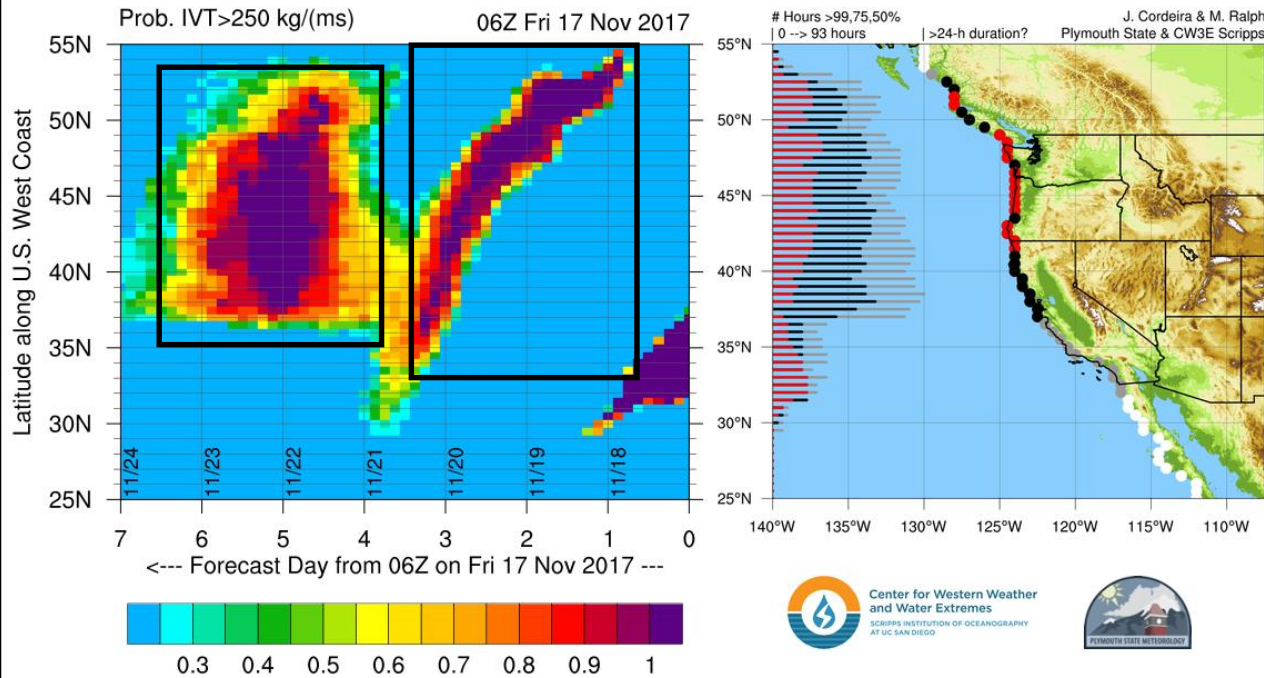 Prob. IVT>250 kg/(ms)
06Z Fri 17 Nov 2017
Latitude along U.S. West Coast
55N
50N
45N
40N
35N
30N
25N
11/24
11/23
11/22
11/21
11/20
11/19
11/18
7
6
5
4
3
2
1
0
<--- Forecast Day from 06Z on Fri 17 Nov 2017 ---
0.3
0.4
0.5
0.6
0.7
0.8
0.9
1
# Hours >99,75,50%
J. Cordeira & M. Ralph
| 0 --> 93 hours
| >24-h duration?
Plymouth State & CW3E Scripps
55°N
50°N
45°N
40°N
35°N
30°N
25°N
140°W
135°W
130°W
125°W
120°W
115°W
110°W
Center for Western Weather
and Water Extremes
SCRIPPS INSTITUTION OF OCEANOGRAPHY
AT UC SAN DIEGO
PLYMOUTH STATE METEOROLOGY